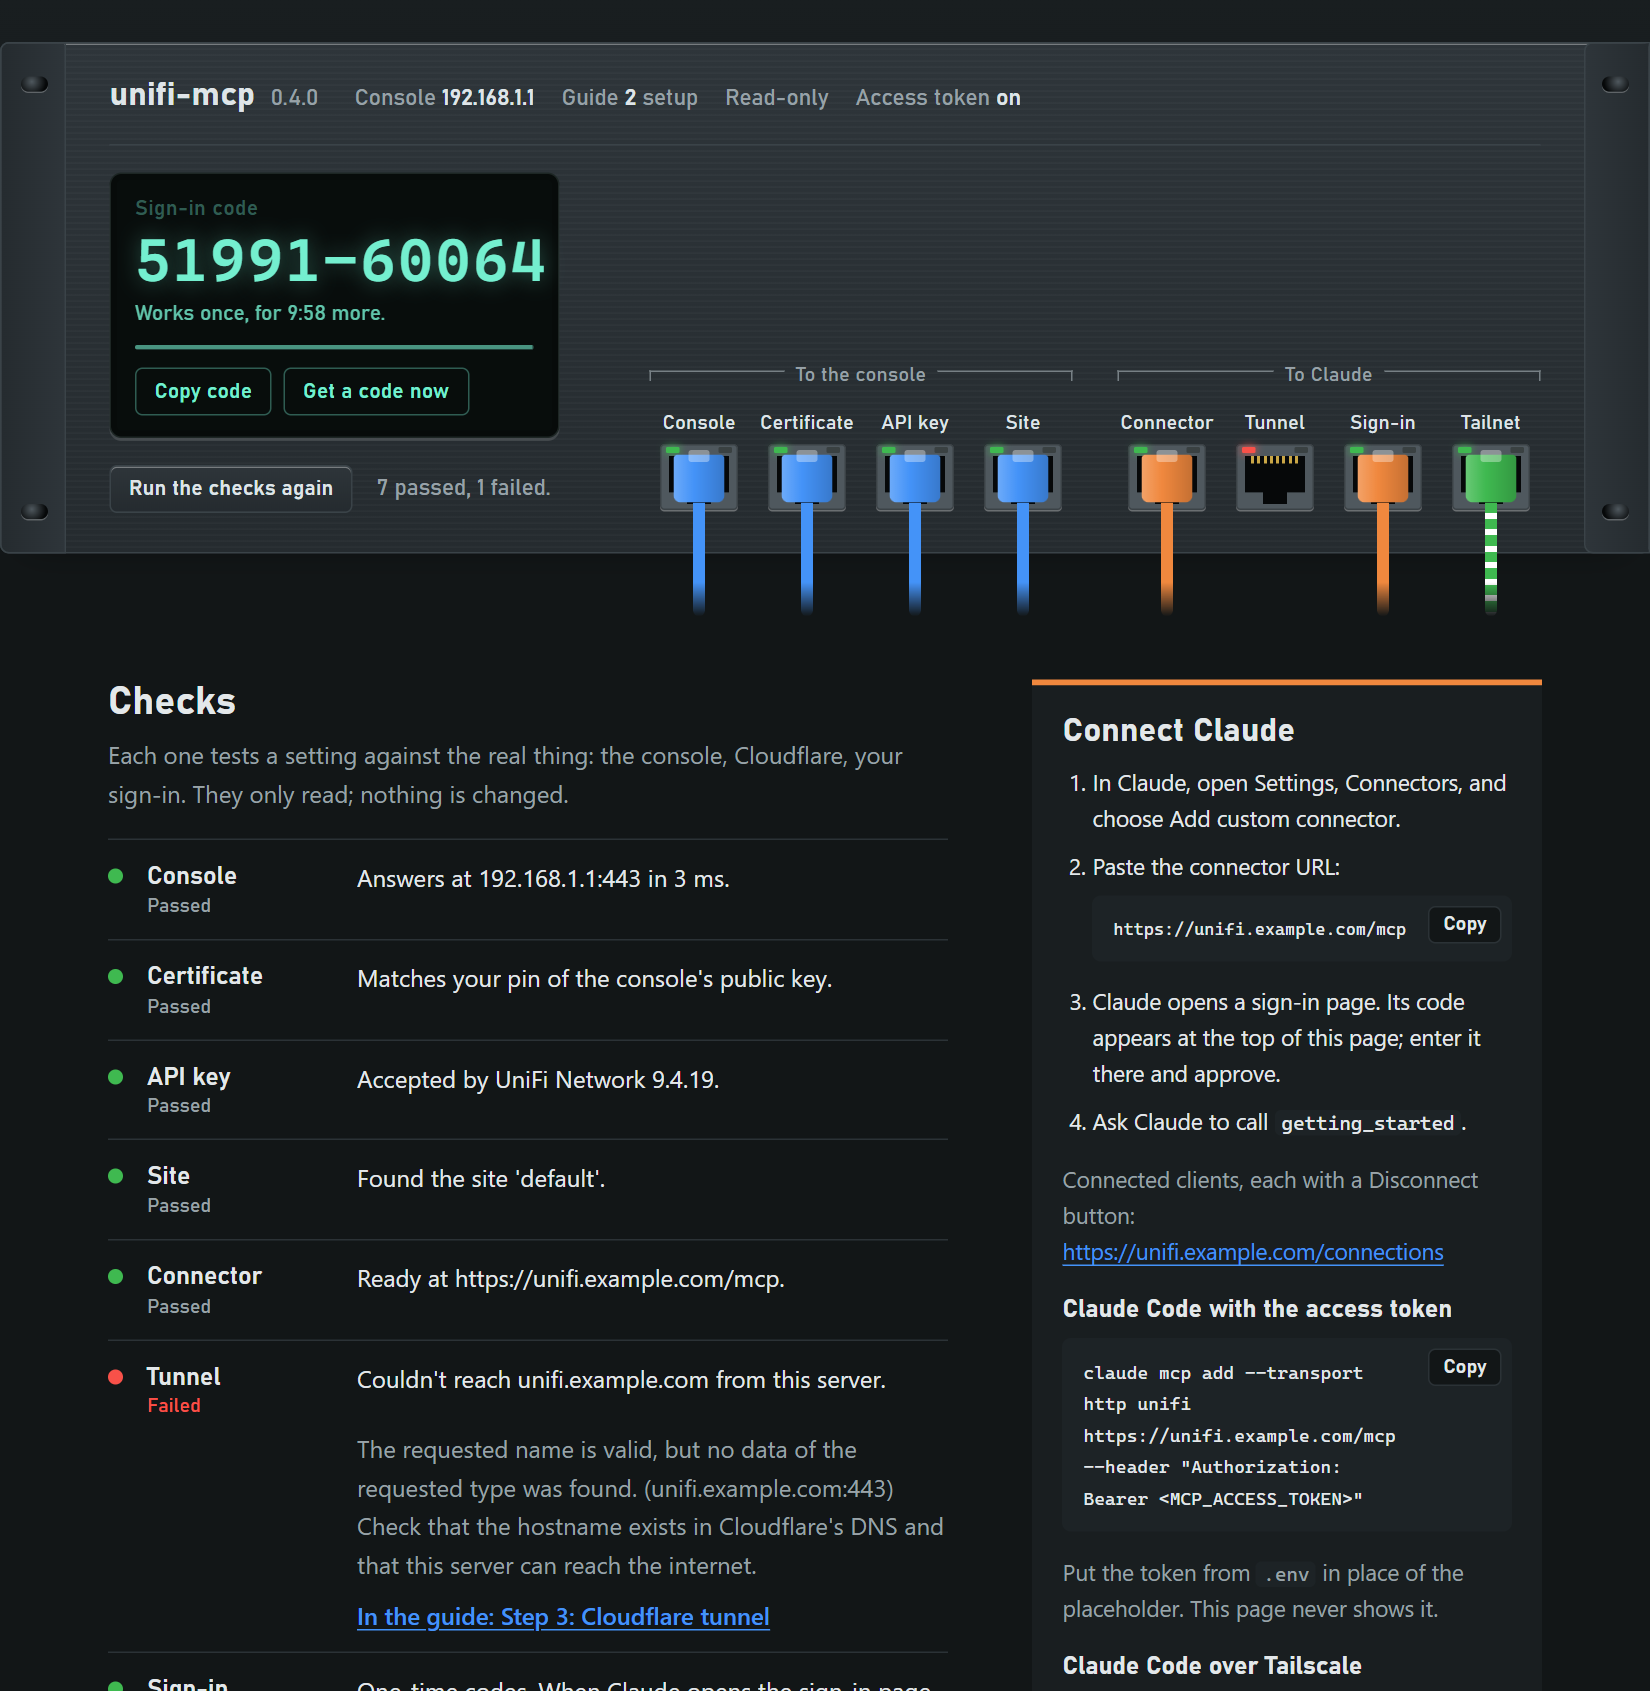 unifi-mcp 0.4.0 Console 192.168.1.1 Guide 2 setup Read-only Access token on
Sign-in code
51991-60064
Works once, for 9:58 more.
Copy code Get a code now
Run the checks again 7 passed, 1 failed.
To the console To Claude
Console Certificate API key Site Connector Tunnel Sign-in Tailnet
Checks
Each one tests a setting against the real thing: the console, Cloudflare, your
sign-in. They only read; nothing is changed.
Console
Passed
Answers at 192.168.1.1:443 in 3 ms.
Certificate
Passed
Matches your pin of the console's public key.
API key
Passed
Accepted by UniFi Network 9.4.19.
Site
Passed
Found the site 'default'.
Connector
Passed
Ready at https://unifi.example.com/mcp.
Tunnel
Failed
Couldn't reach unifi.example.com from this server.
The requested name is valid, but no data of the
requested type was found. (unifi.example.com:443)
Check that the hostname exists in Cloudflare's DNS and
that this server can reach the internet.
In the guide: Step 3: Cloudflare tunnel
Sign-in
One-time codes. When Claude opens the sign-in page,
Connect Claude
1. In Claude, open Settings, Connectors, and
choose Add custom connector.
2. Paste the connector URL:
https://unifi.example.com/mcp Copy
3. Claude opens a sign-in page. Its code
appears at the top of this page; enter it
there and approve.
4. Ask Claude to call getting_started.
Connected clients, each with a Disconnect
button:
https://unifi.example.com/connections
Claude Code with the access token
claude mcp add --transport
http unifi
https://unifi.example.com/mcp
--header "Authorization:
Bearer <MCP_ACCESS_TOKEN>"
Copy
Put the token from .env in place of the
placeholder. This page never shows it.
Claude Code over Tailscale